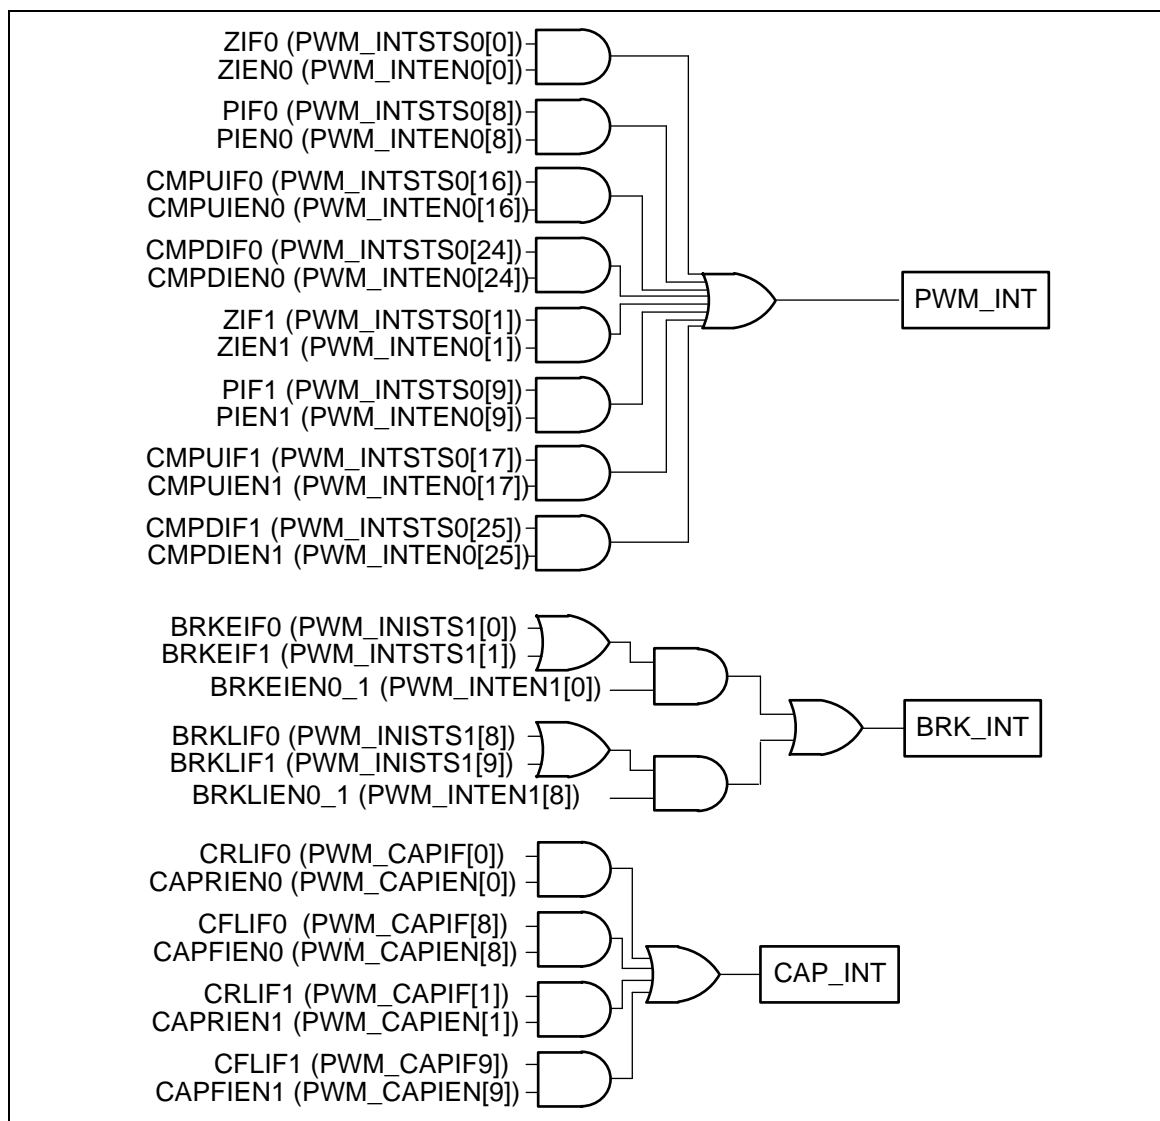 ZIF0 (PWM_INTSTS0[0])
ZIEN0 (PWM_INTEN0[0])
PIF0 (PWM_INTSTS0[8])
PIEN0 (PWM_INTEN0[8])
CMPUIF0 (PWM_INTSTS0[16])
CMPUIEN0 (PWM_INTEN0[16])
CMPDIF0 (PWM_INTSTS0[24])
CMPDIEN0 (PWM_INTEN0[24])
PWM_INT
ZIF1 (PWM_INTSTS0[1])
ZIEN1 (PWM_INTEN0[1])
PIF1 (PWM_INTSTS0[9])
PIEN1 (PWM_INTEN0[9])
CMPUIF1 (PWM_INTSTS0[17])
CMPUIEN1 (PWM_INTEN0[17])
CMPDIF1 (PWM_INTSTS0[25])
CMPDIEN1 (PWM_INTEN0[25])
BRKEIF0 (PWM_INISTS1[0])
BRKEIF1 (PWM_INTSTS1[1])
BRKEIEN0_1 (PWM_INTEN1[0])
BRKLIF0 (PWM_INISTS1[8])
BRKLIF1 (PWM_INISTS1[9])
BRKLIEN0_1 (PWM_INTEN1[8])
BRK_INT
CRLIF0 (PWM_CAPIF[0])
CAPRIEN0 (PWM_CAPIEN[0])
CFLIF0 (PWM_CAPIF[8])
CAPFIEN0 (PWM_CAPIEN[8])
CRLIF1 (PWM_CAPIF[1])
CAPRIEN1 (PWM_CAPIEN[1])
CFLIF1 (PWM_CAPIF9])
CAPFIEN1 (PWM_CAPIEN[9])
CAP_INT